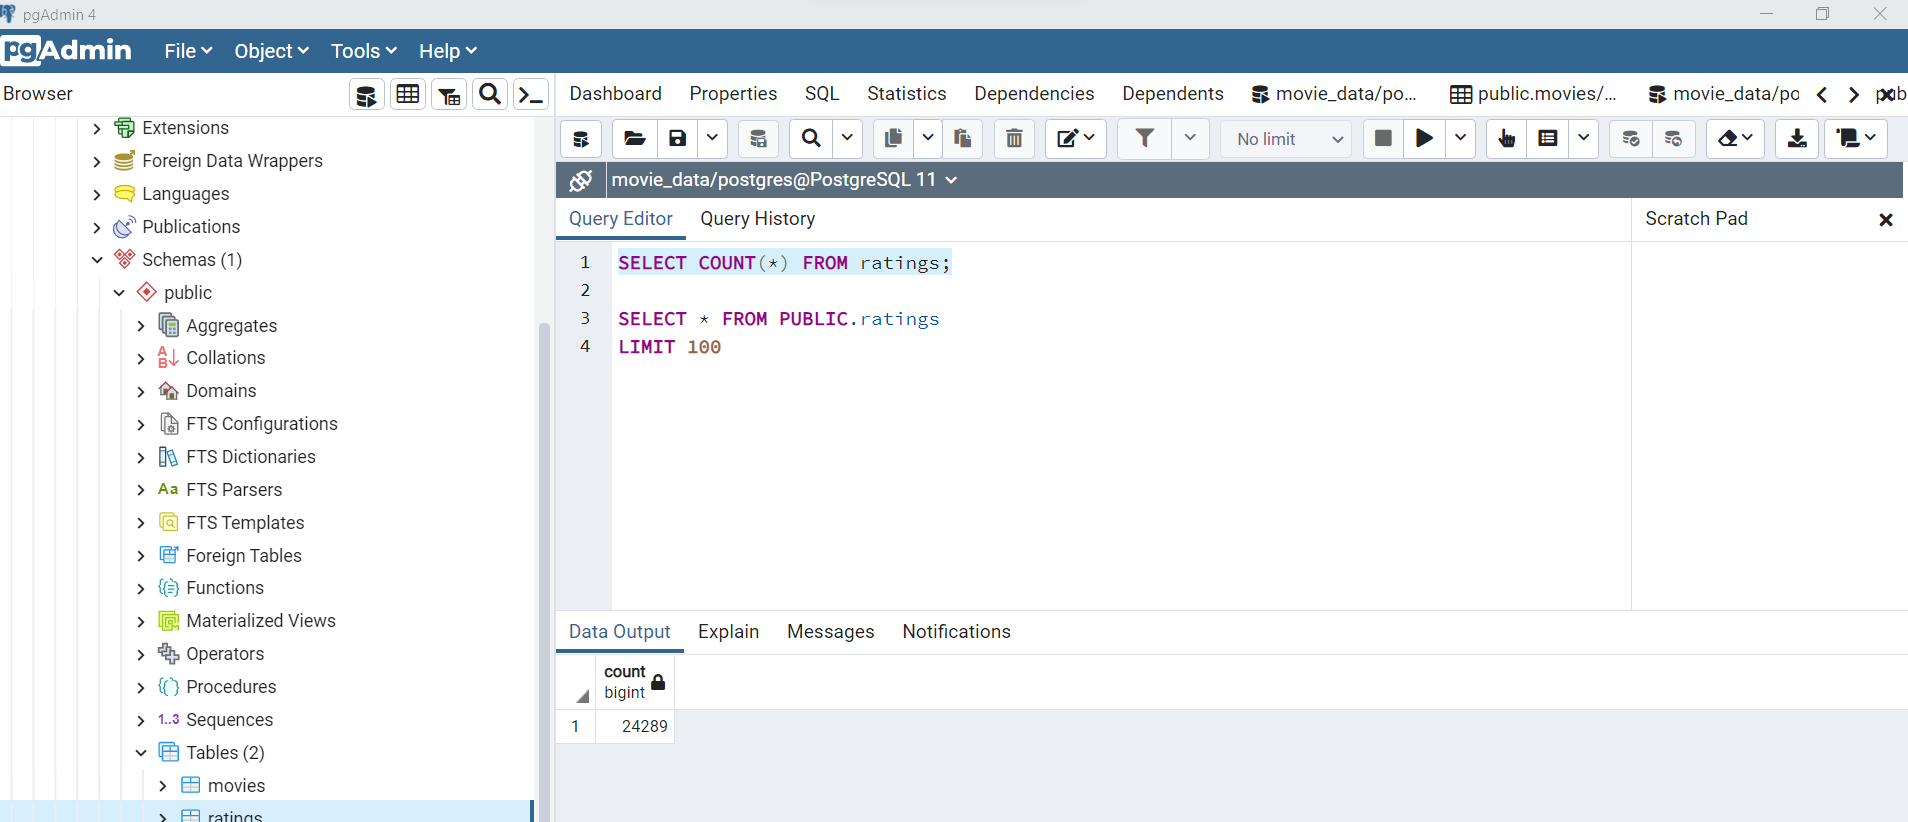 pgAdmin 4
pgAdmin File Object Tools Help
Browser
Dashboard Properties SQL Statistics Dependencies Dependents movie_data/po... public.movies/... movie_data/po
Extensions
Foreign Data Wrappers
Languages
Publications
Schemas (1)
public
Aggregates
Collations
Domains
FTS Configurations
FTS Dictionaries
Aa FTS Parsers
FTS Templates
Foreign Tables
Functions
Materialized Views
Operators
Procedures
1..3 Sequences
Tables (2)
movies
ratings
No limit
movie_data/postgres@PostgreSQL 11
Query Editor Query History
Scratch Pad
1 SELECT COUNT(*) FROM ratings;
2
3 SELECT * FROM PUBLIC.ratings
4 LIMIT 100
Data Output Explain Messages Notifications
count
bigint
1 24289